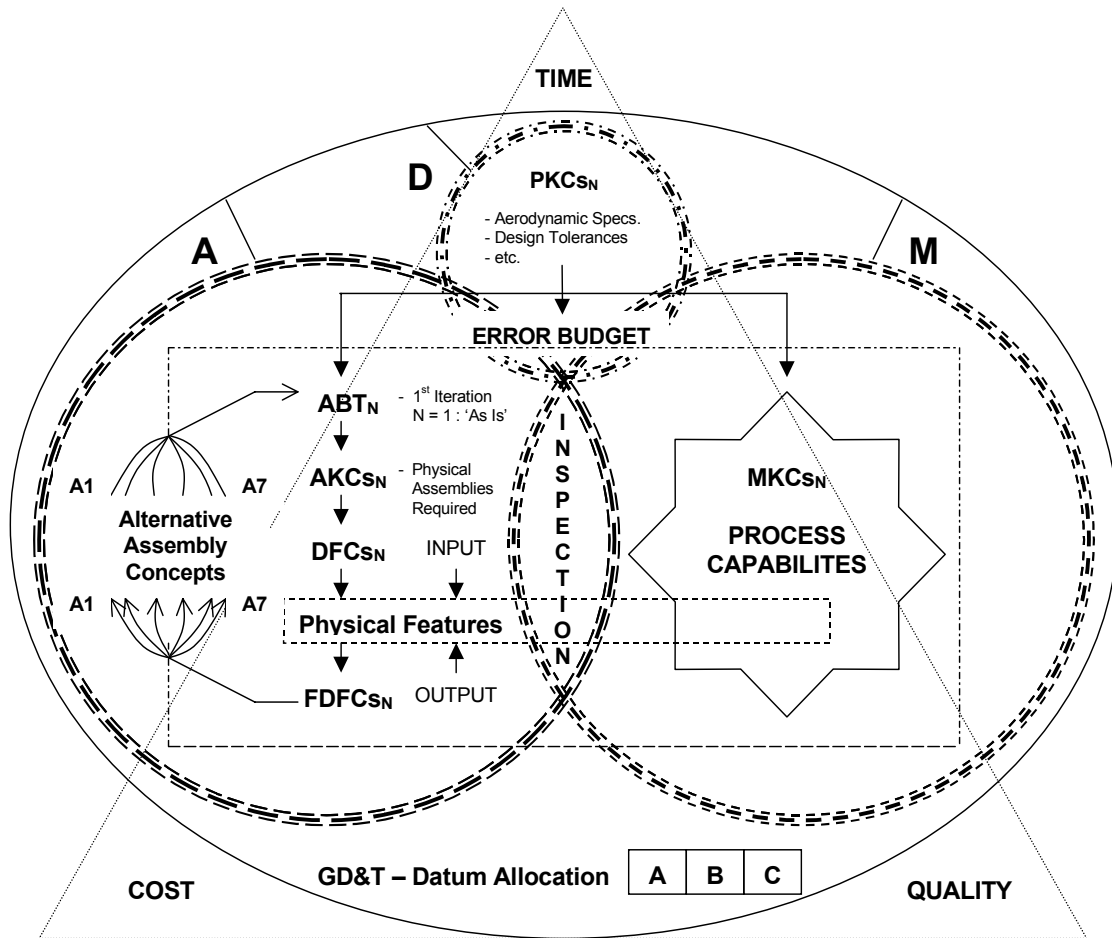 TIME
D
PKCsN
- Aerodynamic Specs.
- Design Tolerances
- etc.
A
M
ERROR BUDGET
ABTN
- 1st Iteration
N = 1 : ‘As Is’
A1
A7
AKCsN
- Physical
Assemblies
Required
Alternative
Assembly
Concepts
DFCsN
INPUT
A1
A7
Physical Features
FDFCsN
OUTPUT
INSPECTION
MKCsN
PROCESS
CAPABILITES
COST
GD&T – Datum Allocation
A B C
QUALITY